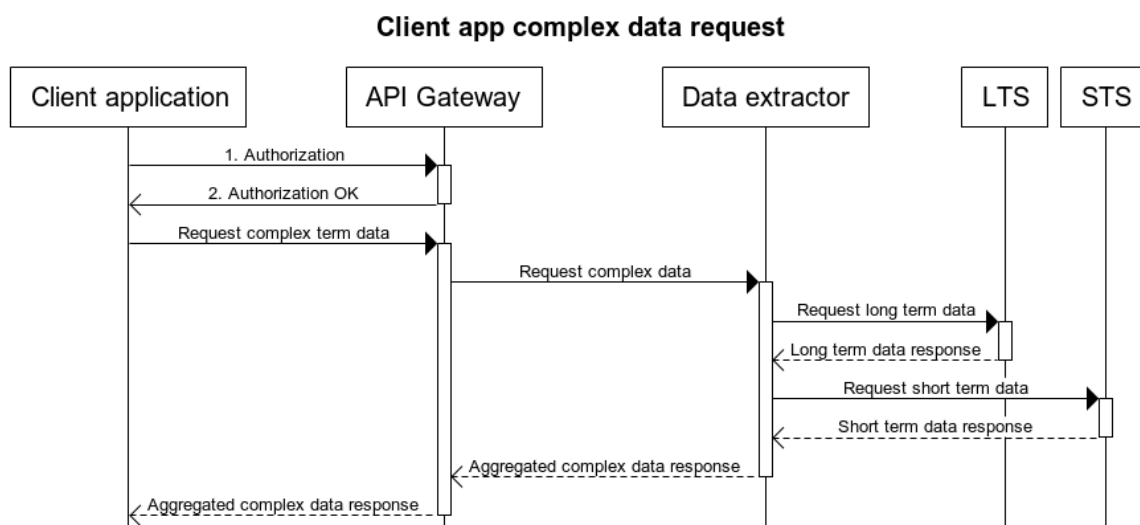 Client app complex data request
Client application
API Gateway
Data extractor
LTS
STS
1. Authorization
2. Authorization OK
Request complex term data
Request complex data
Request long term data
Long term data response
Request short term data
Short term data response
Aggregated complex data response
Aggregated complex data response